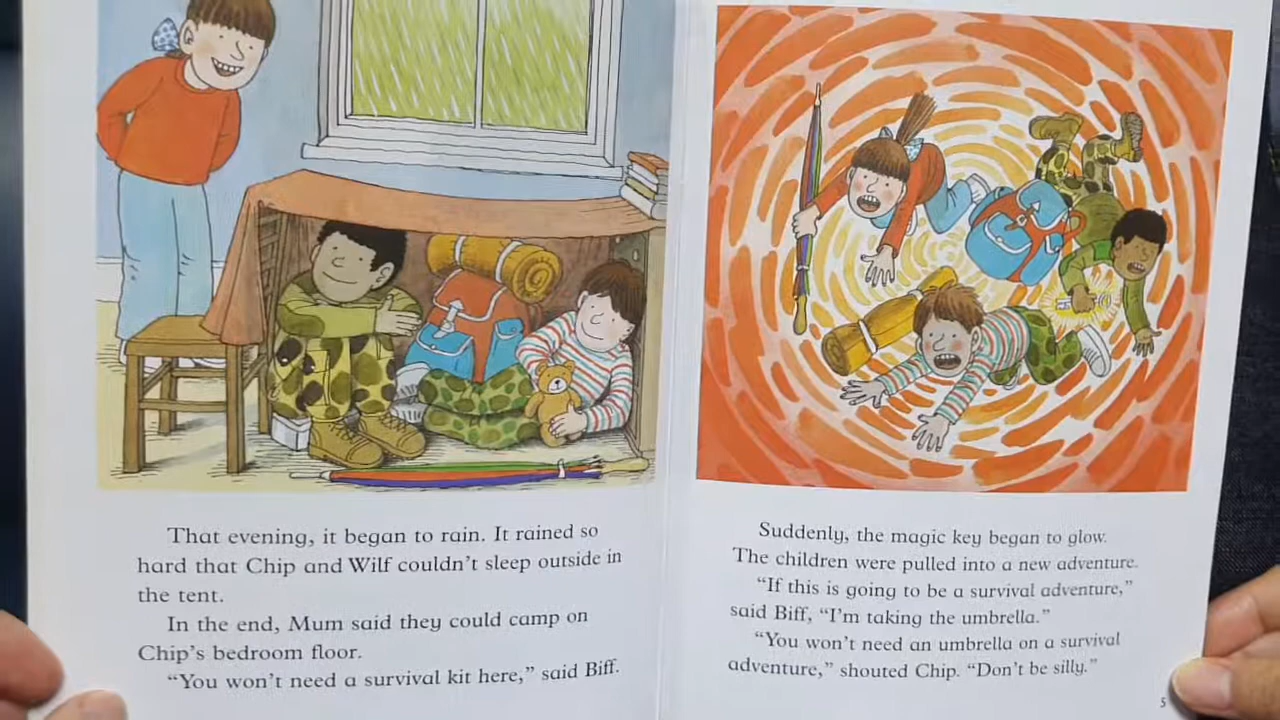 That evening, it began to rain. It rained so
hard that Chip and Wilf couldn't sleep outside in
the tent.
In the end, Mum said they could camp on
Chip's bedroom floor.
"You won't need a survival kit here," said Biff.
Suddenly, the magic key began to glow.
The children were pulled into a new adventure.
"If this is going to be a survival adventure,"
said Biff, "I'm taking the umbrella."
"You won't need an umbrella on a survival
adventure," shouted Chip. "Don't be silly."
5